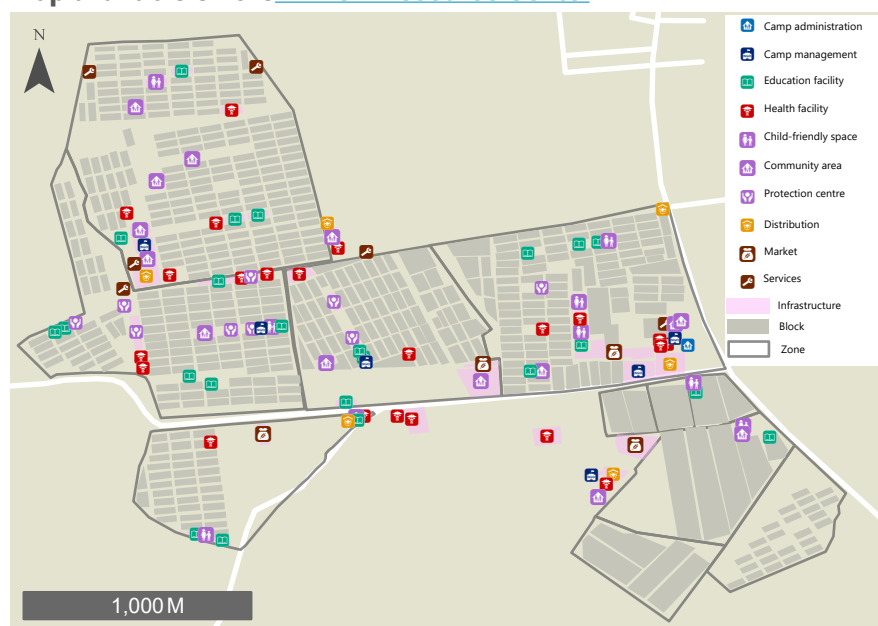 N
Camp administration
Camp management
Education facility
Health facility
Child-friendly space
Community area
Protection centre
Distribution
Market
Services
Infrastructure
Block
Zone
1,000 M